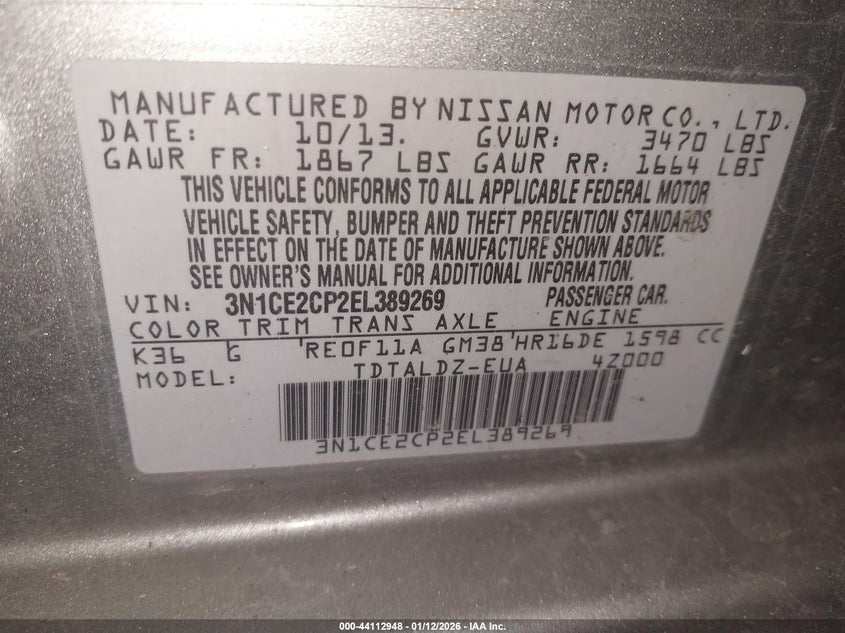 MANUFACTURED BY NISSAN MOTOR CO., LTD.
DATE: 10/13. GVWR: 3470 LBS
GAWR FR: 1867 LBS GAWR RR: 1664 LBS
THIS VEHICLE CONFORMS TO ALL APPLICABLE FEDERAL MOTOR
VEHICLE SAFETY, BUMPER AND THEFT PREVENTION STANDARDS
IN EFFECT ON THE DATE OF MANUFACTURE SHOWN ABOVE.
SEE OWNER'S MANUAL FOR ADDITIONAL INFORMATION.
VIN: 3N1CE2CP2EL389269 PASSENGER CAR.
COLOR TRIM TRANS AXLE ENGINE
K36 G RE0F11A GM38 HR16DE 1598 CC
MODEL: TDTALDZ-EUA 4Z000
3N1CE2CP2EL389269
000-44112948 - 01/12/2026 - IAA Inc.